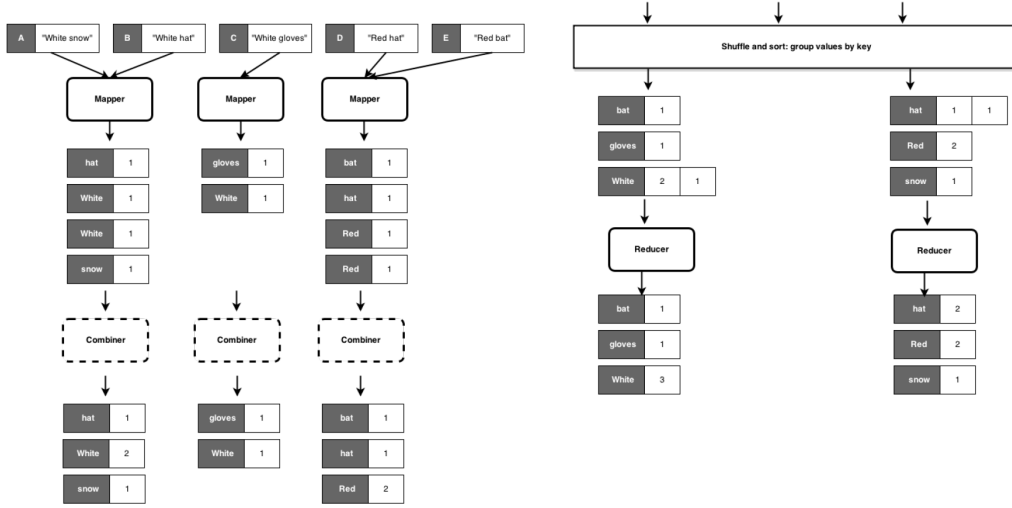 A "White snow" B "White hat" C "White gloves" D "Red hat" E "Red bat"
Mapper Mapper Mapper
hat 1 gloves 1 bat 1
White 1 White 1 hat 1
White 1 Red 1
snow 1 Red 1
Combiner Combiner Combiner
hat 1 gloves 1 bat 1
White 2 White 1 hat 1
snow 1 Red 2
Shuffle and sort: group values by key
bat 1 hat 1 1
gloves 1 Red 2
White 2 1 snow 1
Reducer Reducer
bat 1 hat 2
gloves 1 Red 2
White 3 snow 1